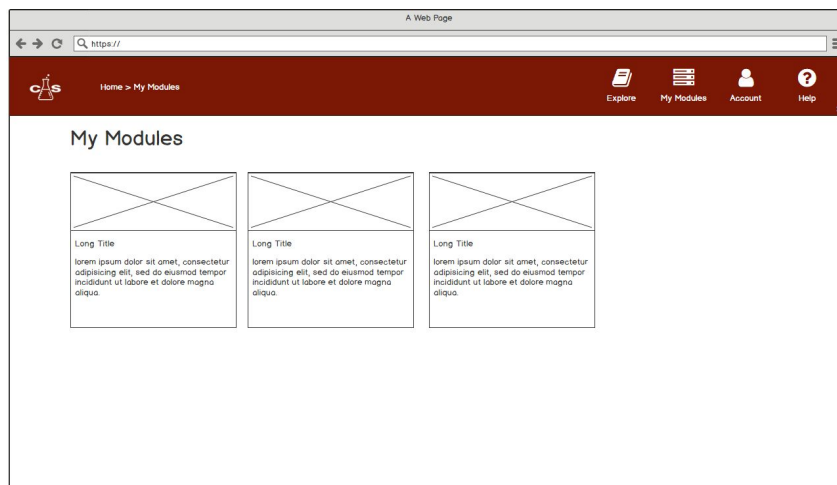 A Web Page
https://
CAS
Home > My Modules
Explore
My Modules
Account
Help
My Modules
Long Title
lorem ipsum dolor sit amet, consectetur
adipisicing elit, sed do eiusmod tempor
incididunt ut labore et dolore magna
aliqua.
Long Title
lorem ipsum dolor sit amet, consectetur
adipisicing elit, sed do eiusmod tempor
incididunt ut labore et dolore magna
aliqua.
Long Title
lorem ipsum dolor sit amet, consectetur
adipisicing elit, sed do eiusmod tempor
incididunt ut labore et dolore magna
aliqua.